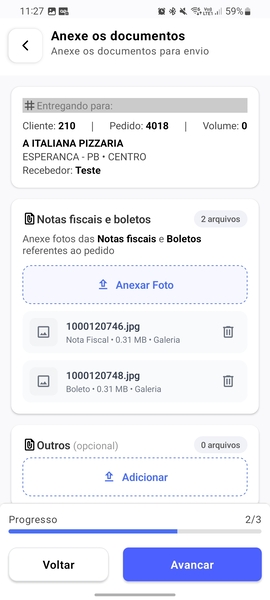 11:27
59%
Anexe os documentos
Anexe os documentos para envio
Entregando para:
Cliente: 210 | Pedido: 4018 | Volume: 0
A ITALIANA PIZZARIA
ESPERANCA - PB • CENTRO
Recebedor: Teste
Notas fiscais e boletos
2 arquivos
Anexe fotos das Notas fiscais e Boletos
referentes ao pedido
Anexar Foto
1000120746.jpg
Nota Fiscal • 0.31 MB • Galeria
1000120748.jpg
Boleto • 0.31 MB • Galeria
Outros (opcional)
0 arquivos
Adicionar
Progresso
2/3
Voltar
Avancar